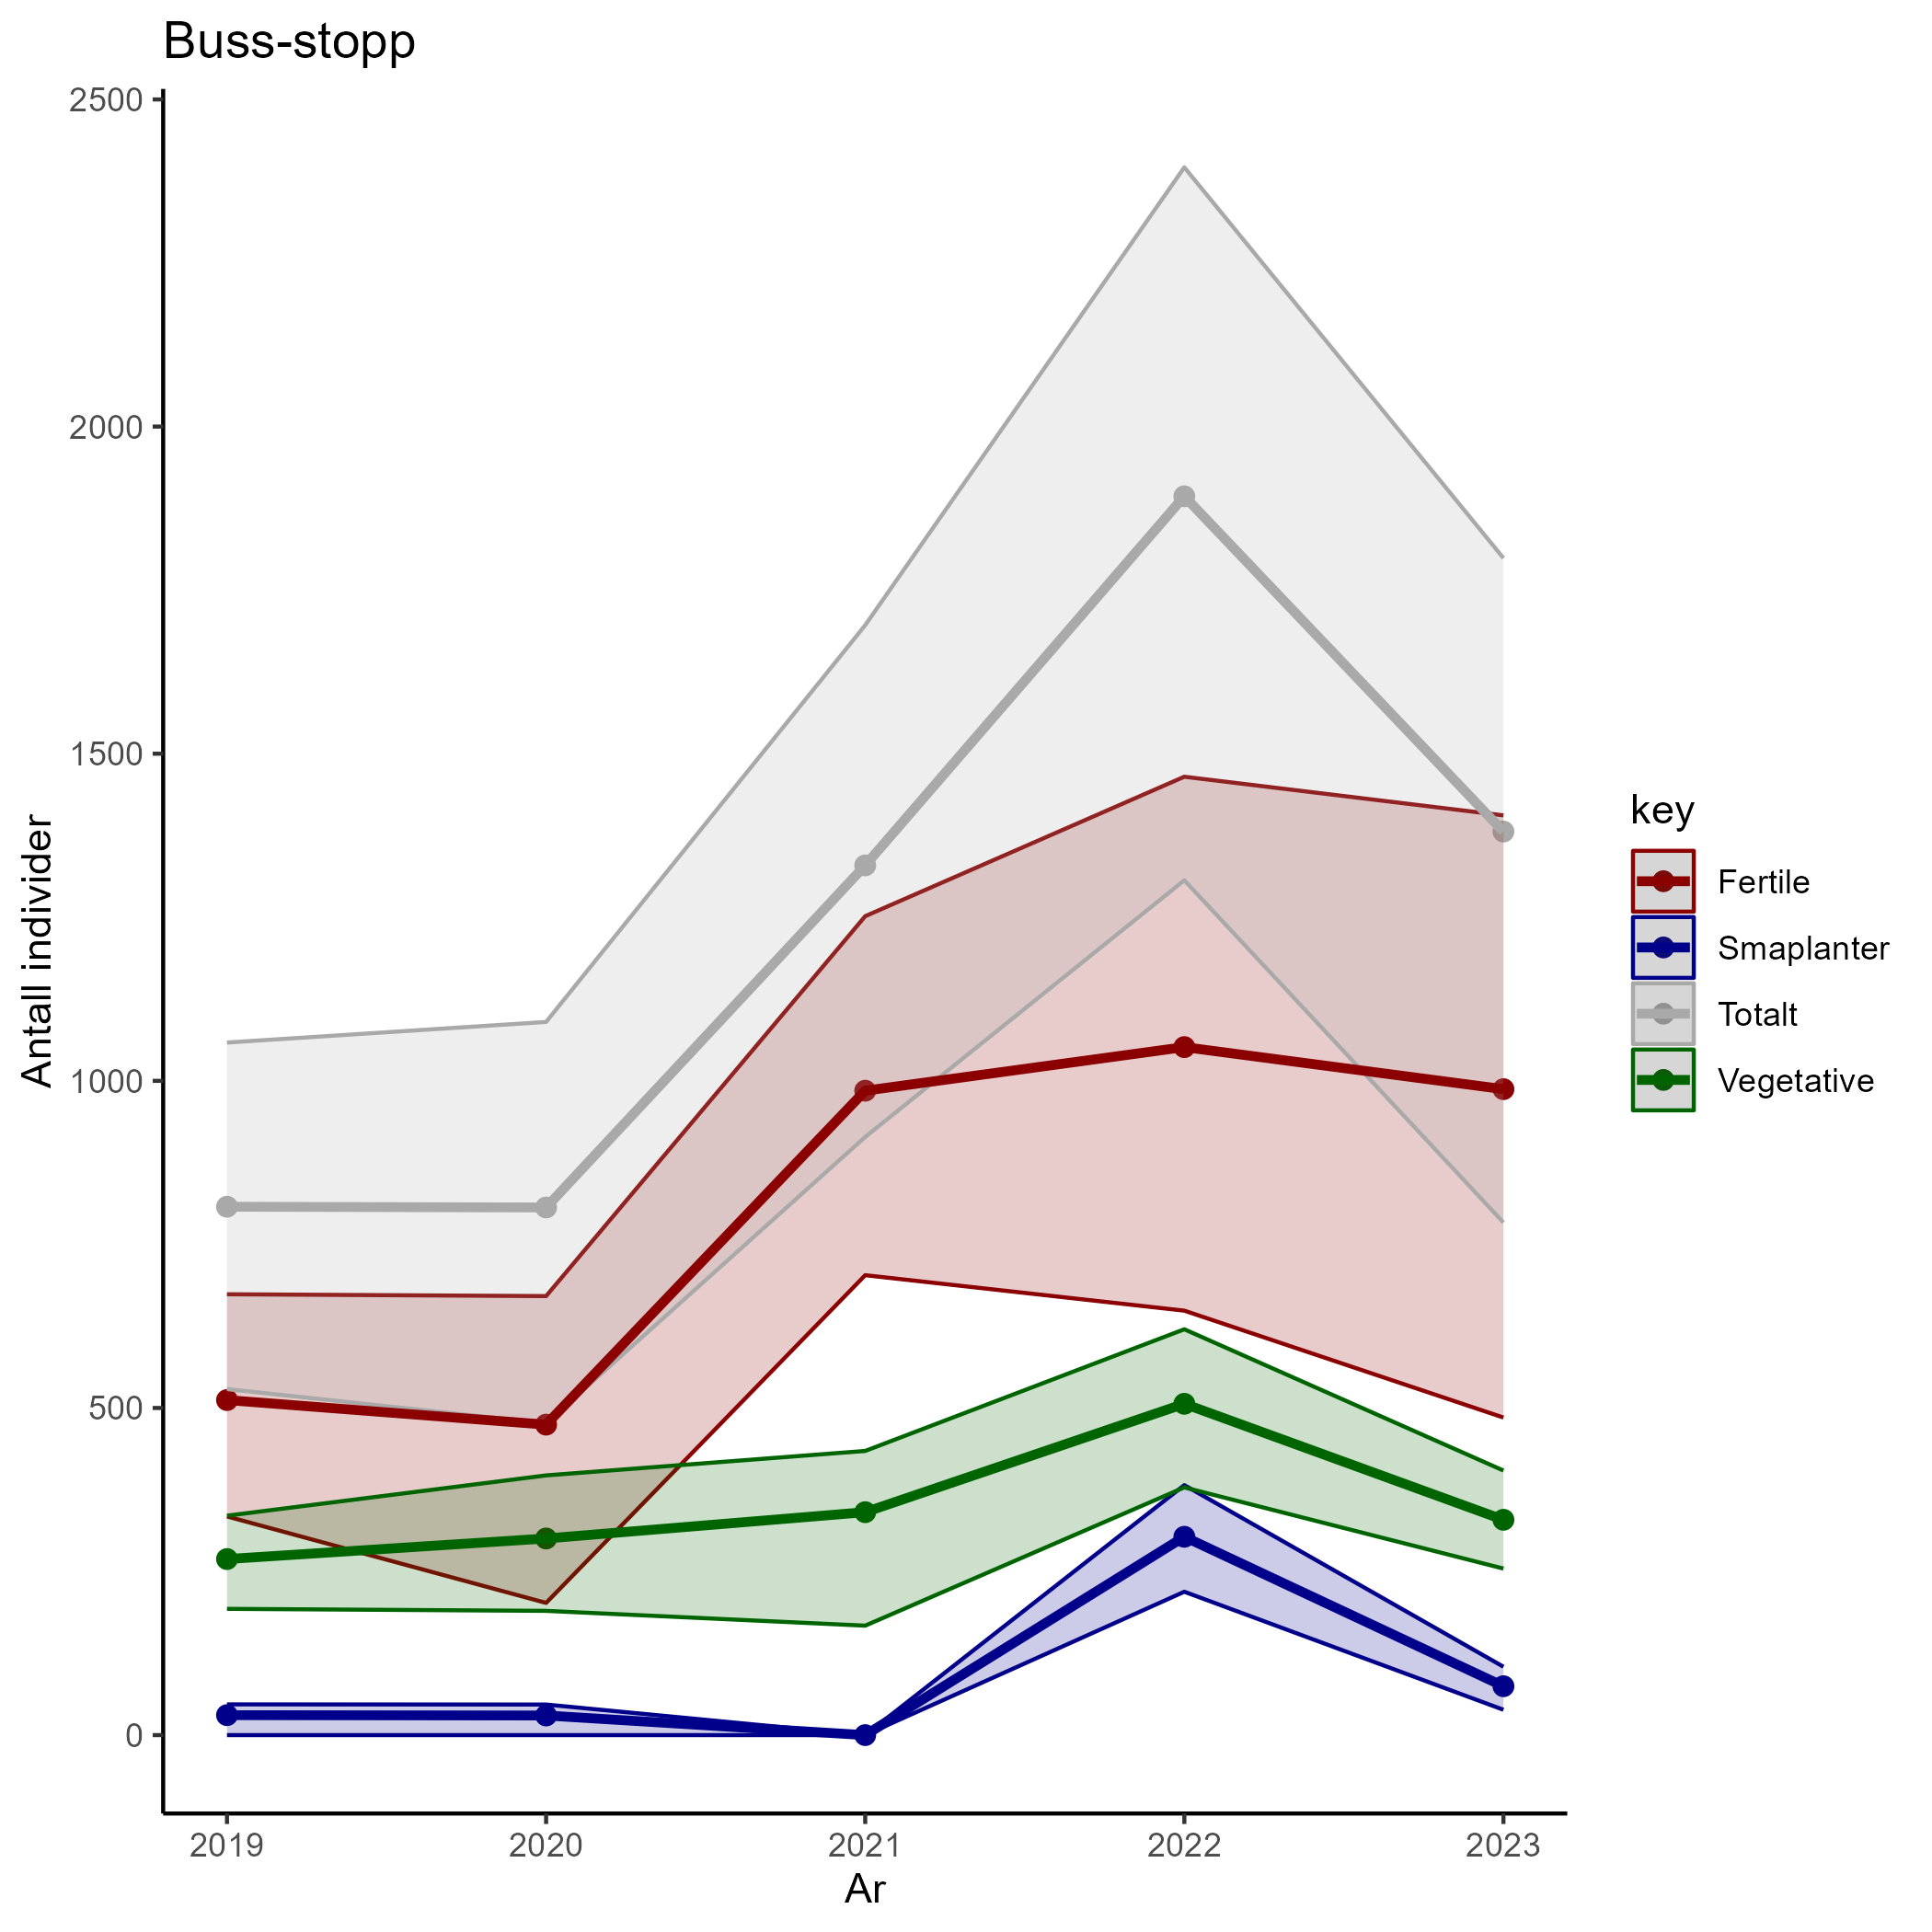 Buss-stopp
2500
2000
1500
1000
500
0
Antall individer
2019 2020 2021 2022 2023
Ar
key
Fertile
Smaplanter
Totalt
Vegetative